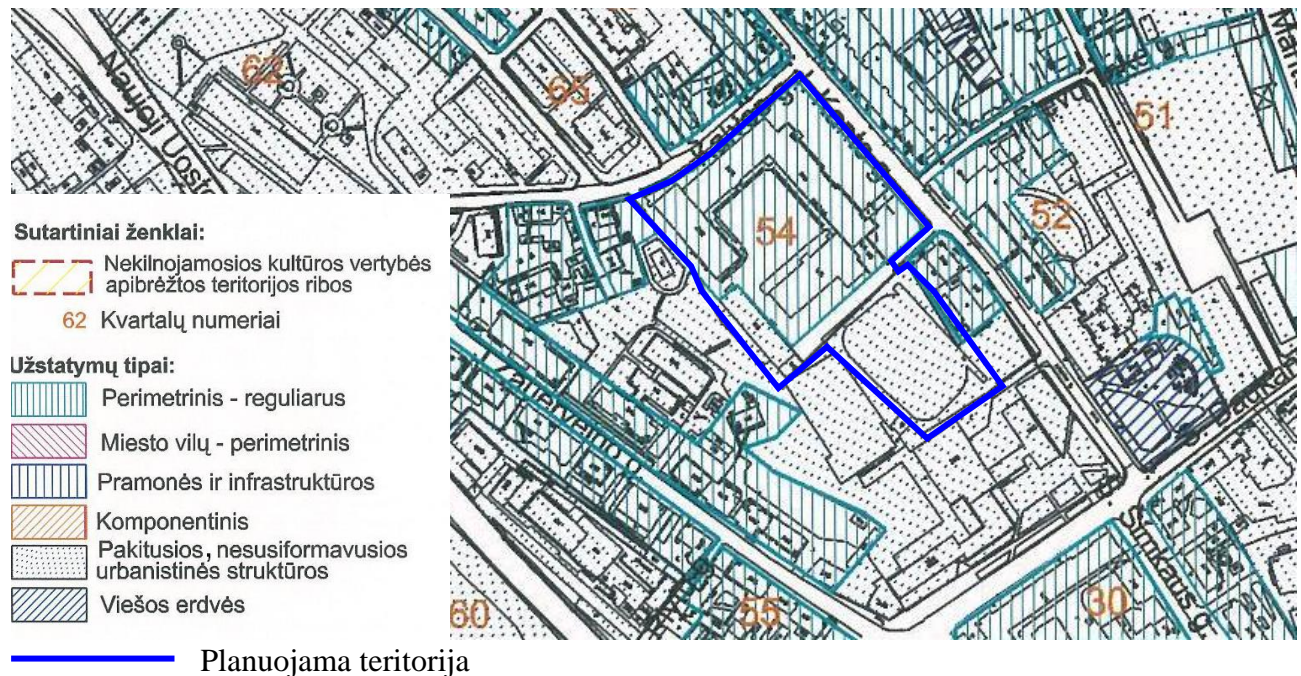 Naujoji Uosto
62
65
51
54
52
60
55
30
Sutartiniai ženklai:
Nekilnojamosios kultūros vertybės
apibrėžtos teritorijos ribos
62 Kvartalų numeriai
Užstatymų tipai:
Perimetrinis - reguliarus
Miesto vilų - perimetrinis
Pramonės ir infrastruktūros
Komponentinis
Pakitusios, nesusiformavusios
urbanistinės struktūros
Viešos erdvės
Planuojama teritorija